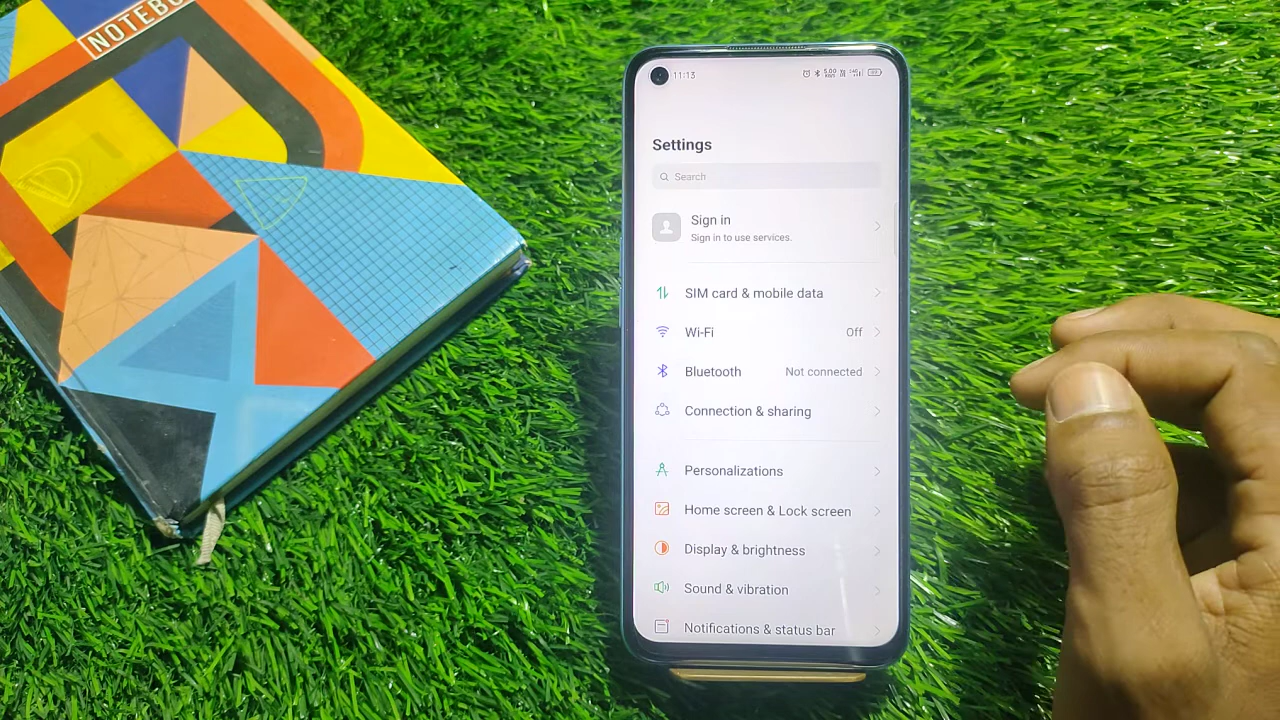 NOTEBO
11:13
Settings
Search
Sign in
Sign in to use services.
SIM card & mobile data
Wi-Fi Off
Bluetooth Not connected
Connection & sharing
Personalizations
Home screen & Lock screen
Display & brightness
Sound & vibration
Notifications & status bar